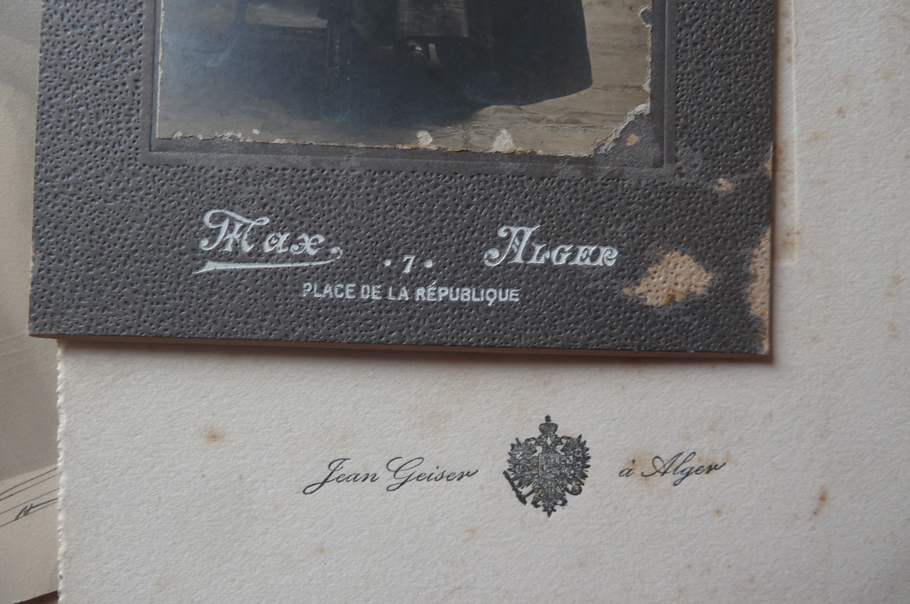 Max. Alger
· 7 ·
PLACE DE LA RÉPUBLIQUE
Jean Geiser à Alger